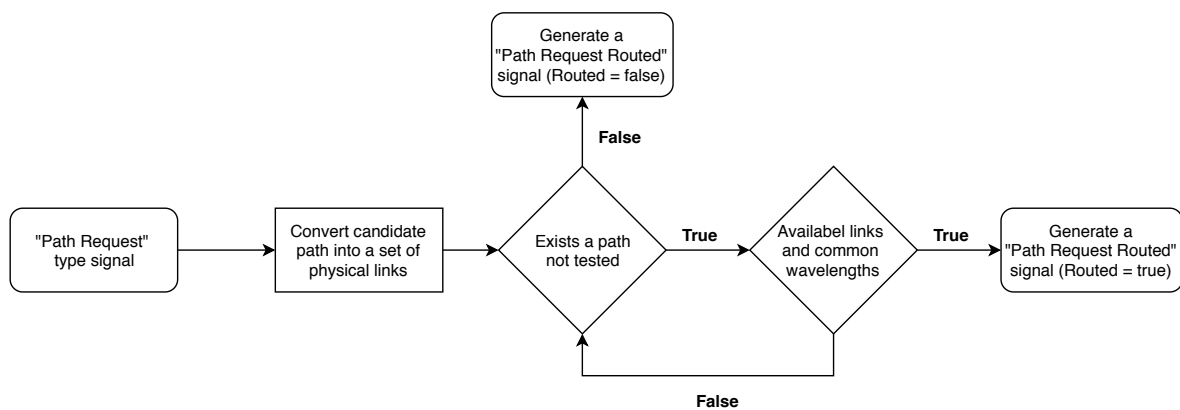 Generate a
"Path Request Routed"
signal (Routed = false)
False
"Path Request"
type signal
Convert candidate
path into a set of
physical links
Exists a path
not tested
True
Availabel links
and common
wavelengths
True
Generate a
"Path Request Routed"
signal (Routed = true)
False